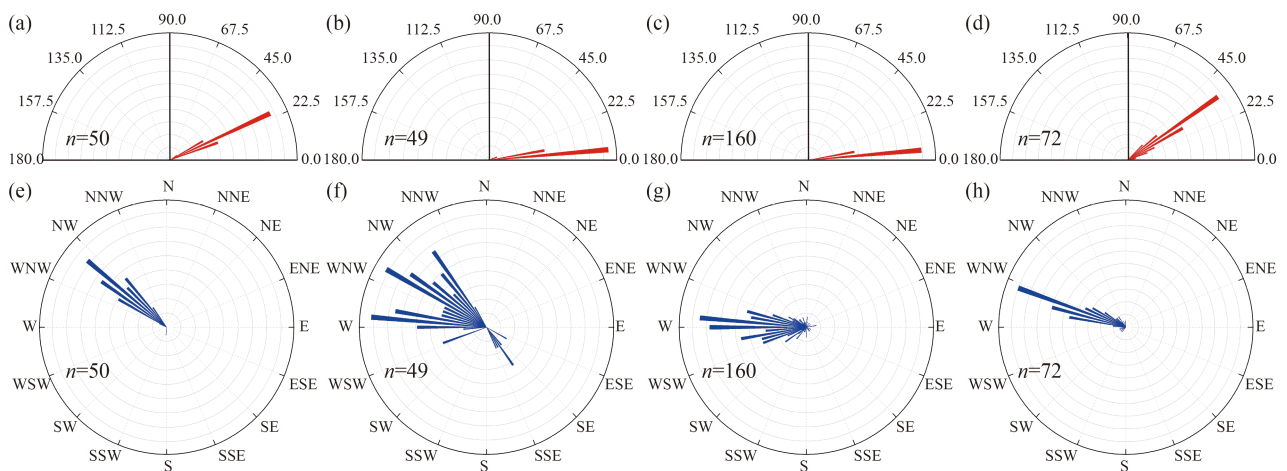 (a)
90.0
112.5
67.5
135.0
45.0
157.5
22.5
n=50
180.0
0.0
(b)
90.0
112.5
67.5
135.0
45.0
157.5
22.5
n=49
180.0
0.0
(c)
90.0
112.5
67.5
135.0
45.0
157.5
22.5
n=160
180.0
0.0
(d)
90.0
112.5
67.5
135.0
45.0
157.5
22.5
n=72
180.0
0.0
(e)
N
NNW
NNE
NW
NE
WNW
ENE
W
E
WSW
ESE
n=50
SW
SE
SSW
SSE
S
(f)
N
NNW
NNE
NW
NE
WNW
ENE
W
E
WSW
ESE
n=49
SW
SE
SSW
SSE
S
(g)
N
NNW
NNE
NW
NE
WNW
ENE
W
E
WSW
ESE
n=160
SW
SE
SSW
SSE
S
(h)
N
NNW
NNE
NW
NE
WNW
ENE
W
E
WSW
ESE
n=72
SW
SE
SSW
SSE
S